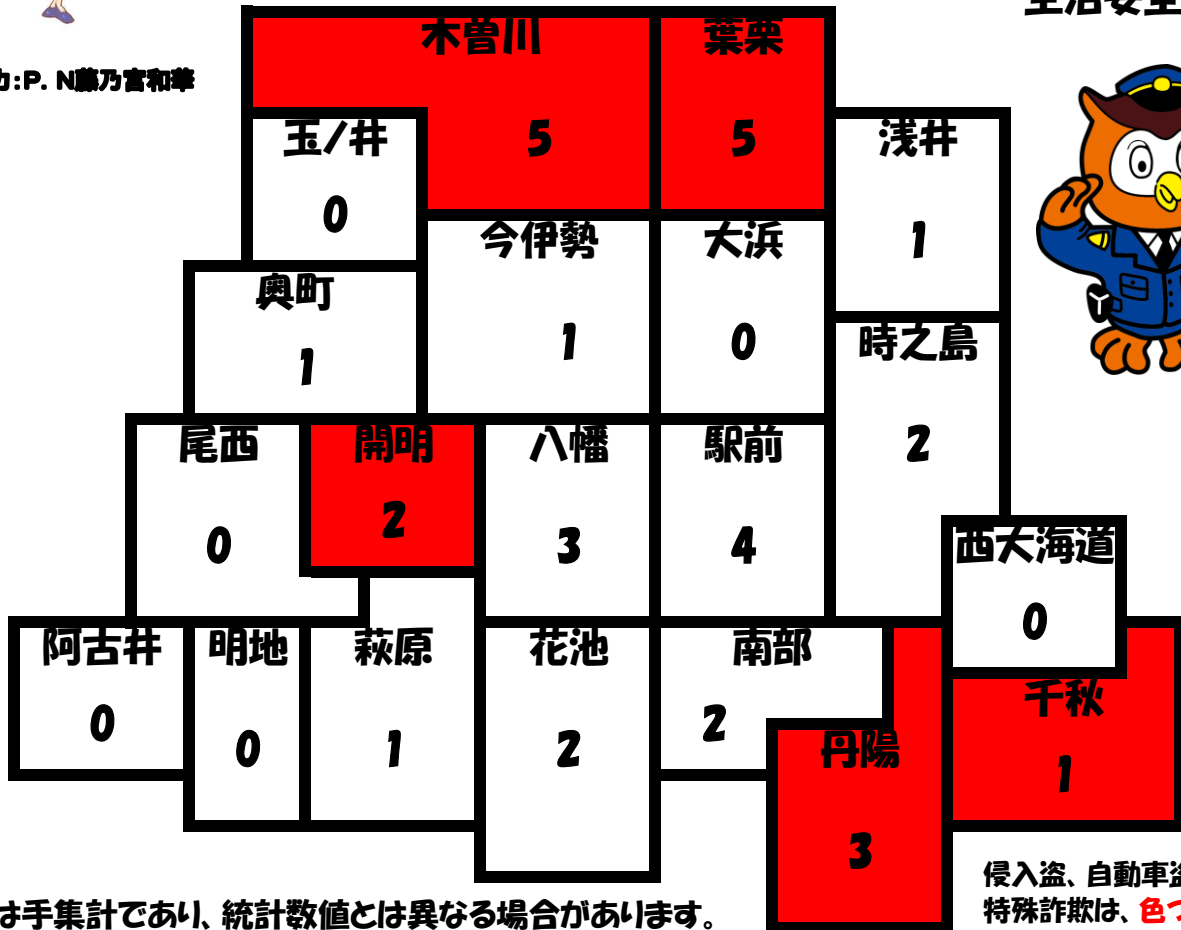 力:P.N藤乃宮和華
木曽川
5
葉栗
5
玉ノ井
0
浅井
1
今伊勢
1
大浜
0
奥町
1
時之島
2
尾西
0
開明
2
八幡
3
駅前
4
西大海道
0
阿古井
0
明地
0
萩原
1
花池
2
南部
2
千秋
1
丹陽
3
侵入盗、自動車盗
特殊詐欺は、色つ
は手集計であり、統計数値とは異なる場合があります。